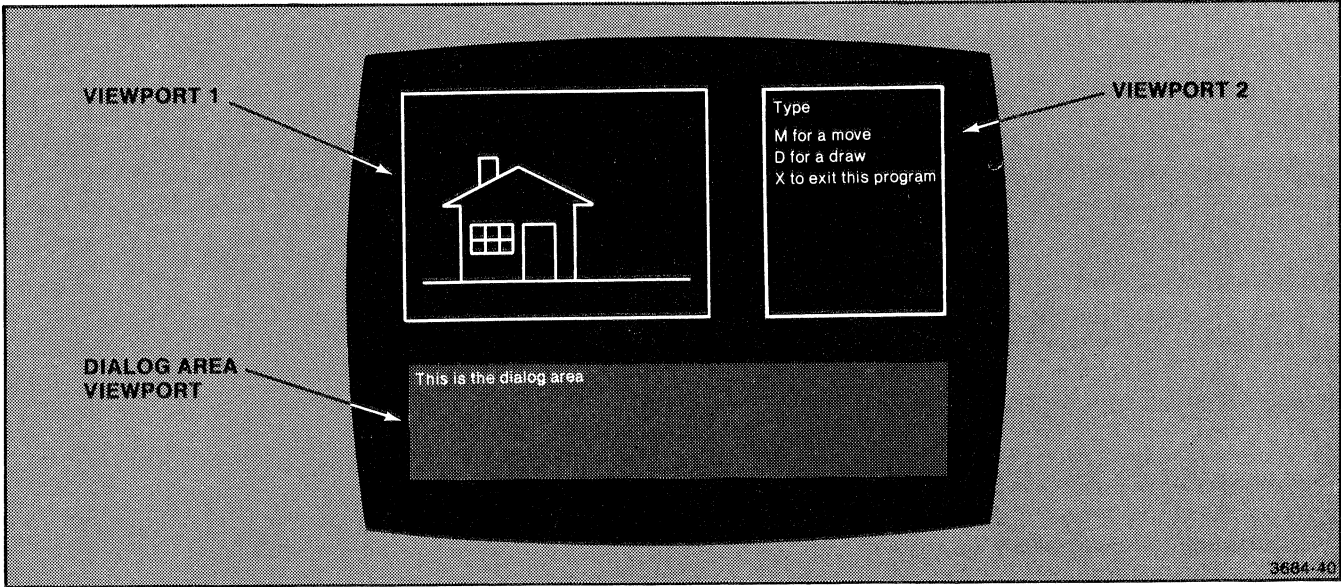 VIEWPORT 1
VIEWPORT 2
Type
M for a move
D for a draw
X to exit this program
DIALOG AREA
VIEWPORT
This is the dialog area
3684-40